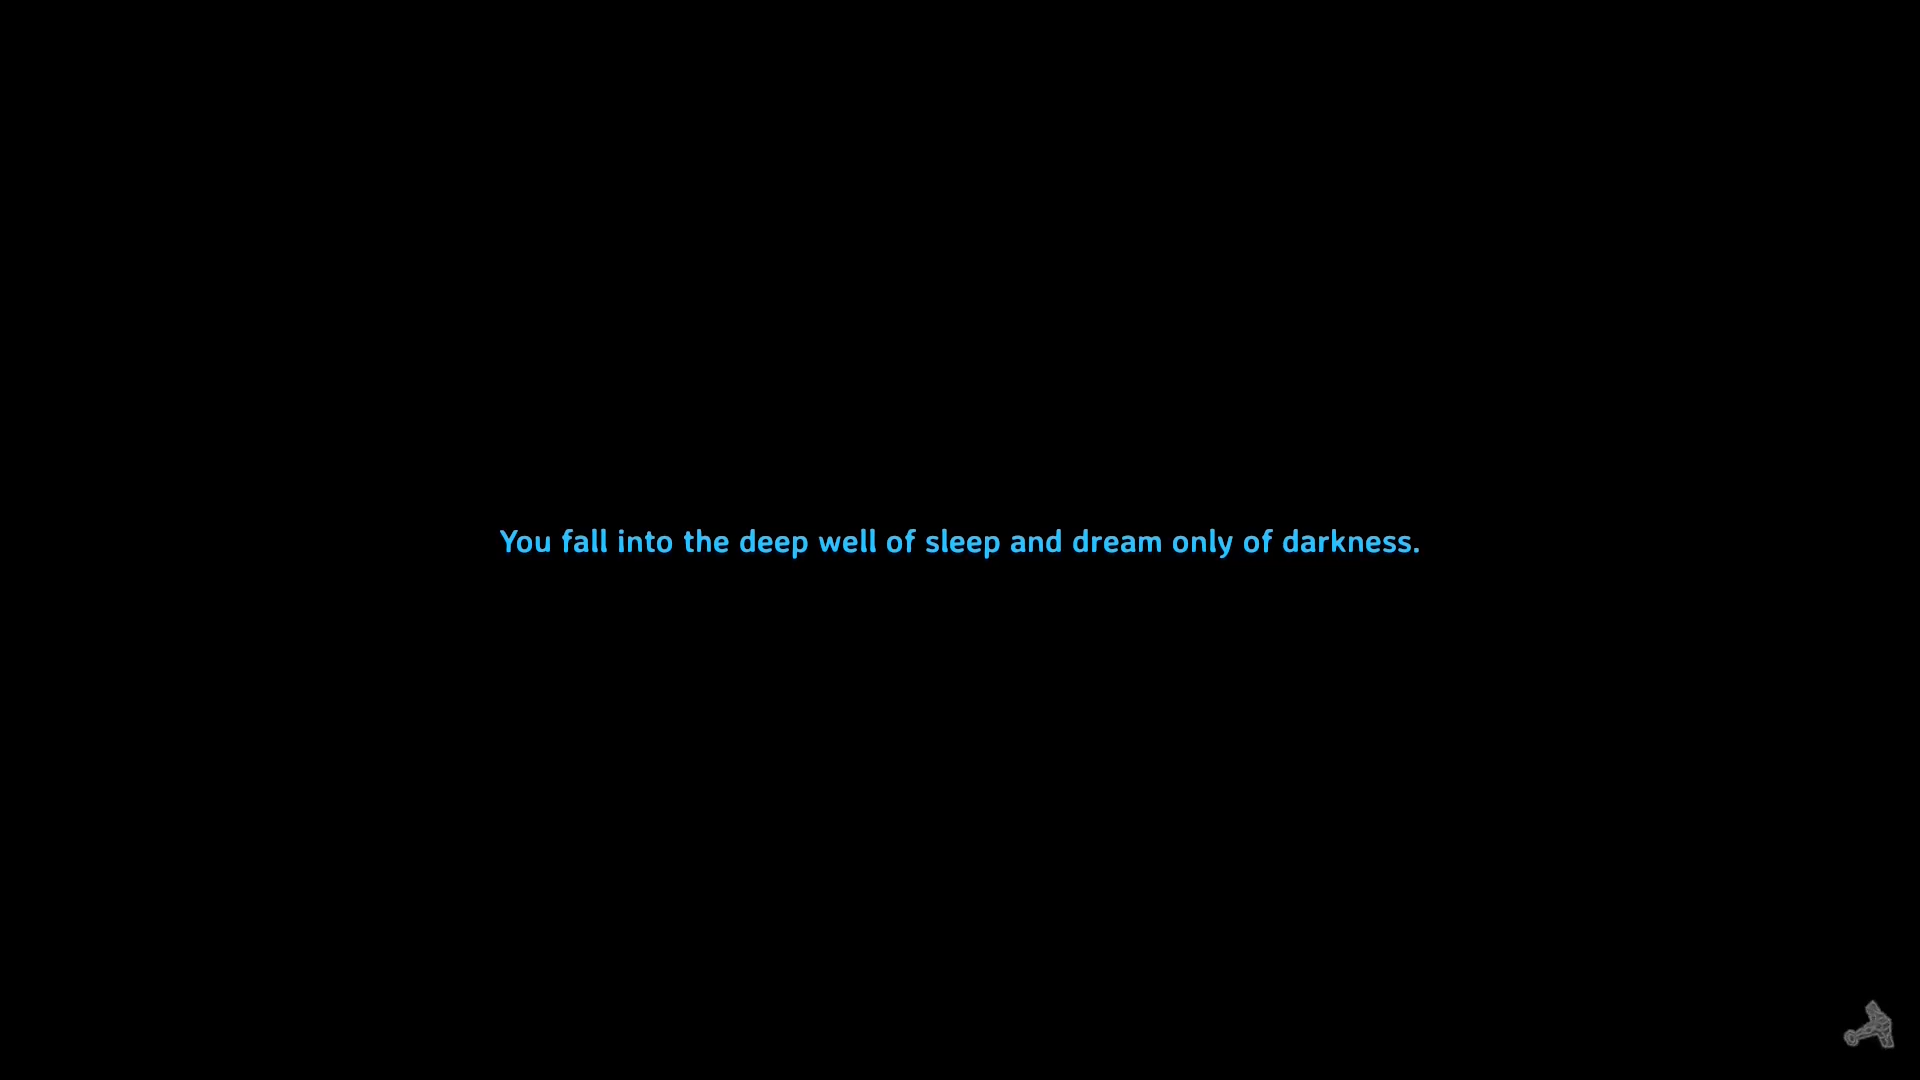 You fall into the deep well of sleep and dream only of darkness.